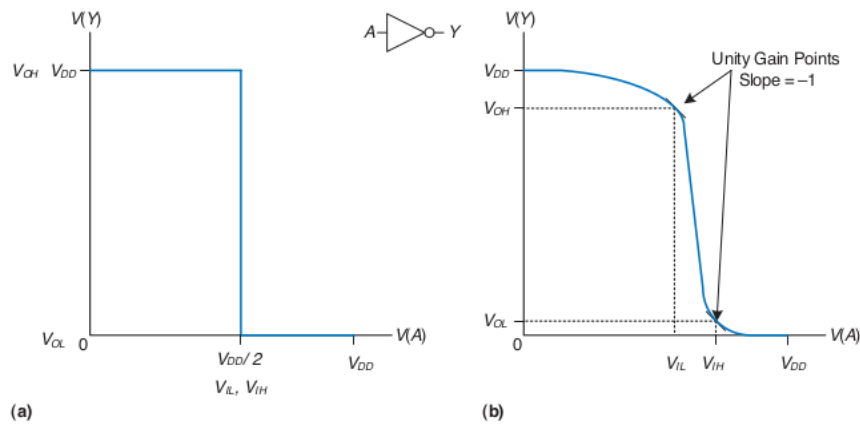 V(Y)
A Y
V_OH V_DD
V_OL 0
V(A)
V_DD/2
V_DD
V_IL, V_IH
(a)
V(Y)
Unity Gain Points
Slope = –1
V_DD
V_OH
V_OL
0
V(A)
V_IL V_IH V_DD
(b)